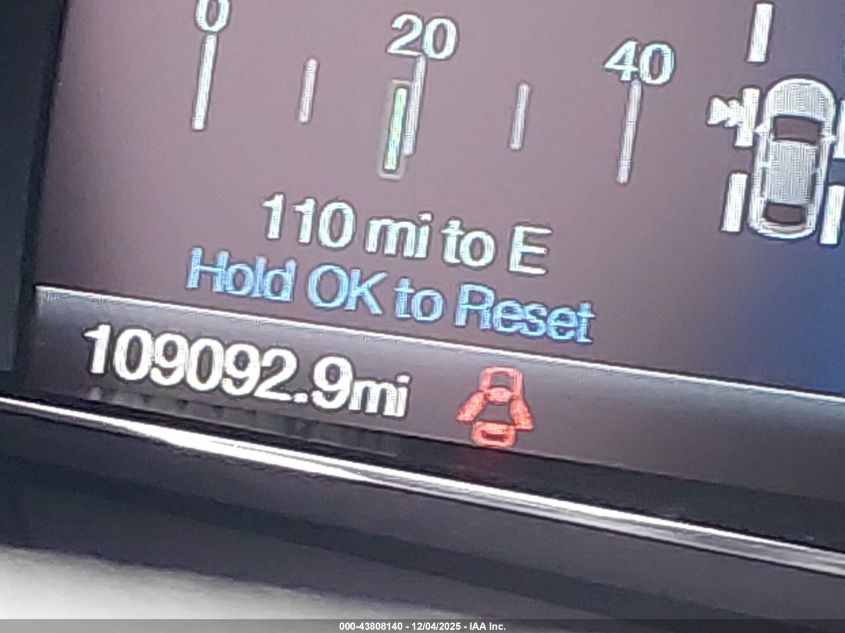 0 20 40
110 mi to E
Hold OK to Reset
109092.9mi
000-43808140 - 12/04/2025 - IAA Inc.